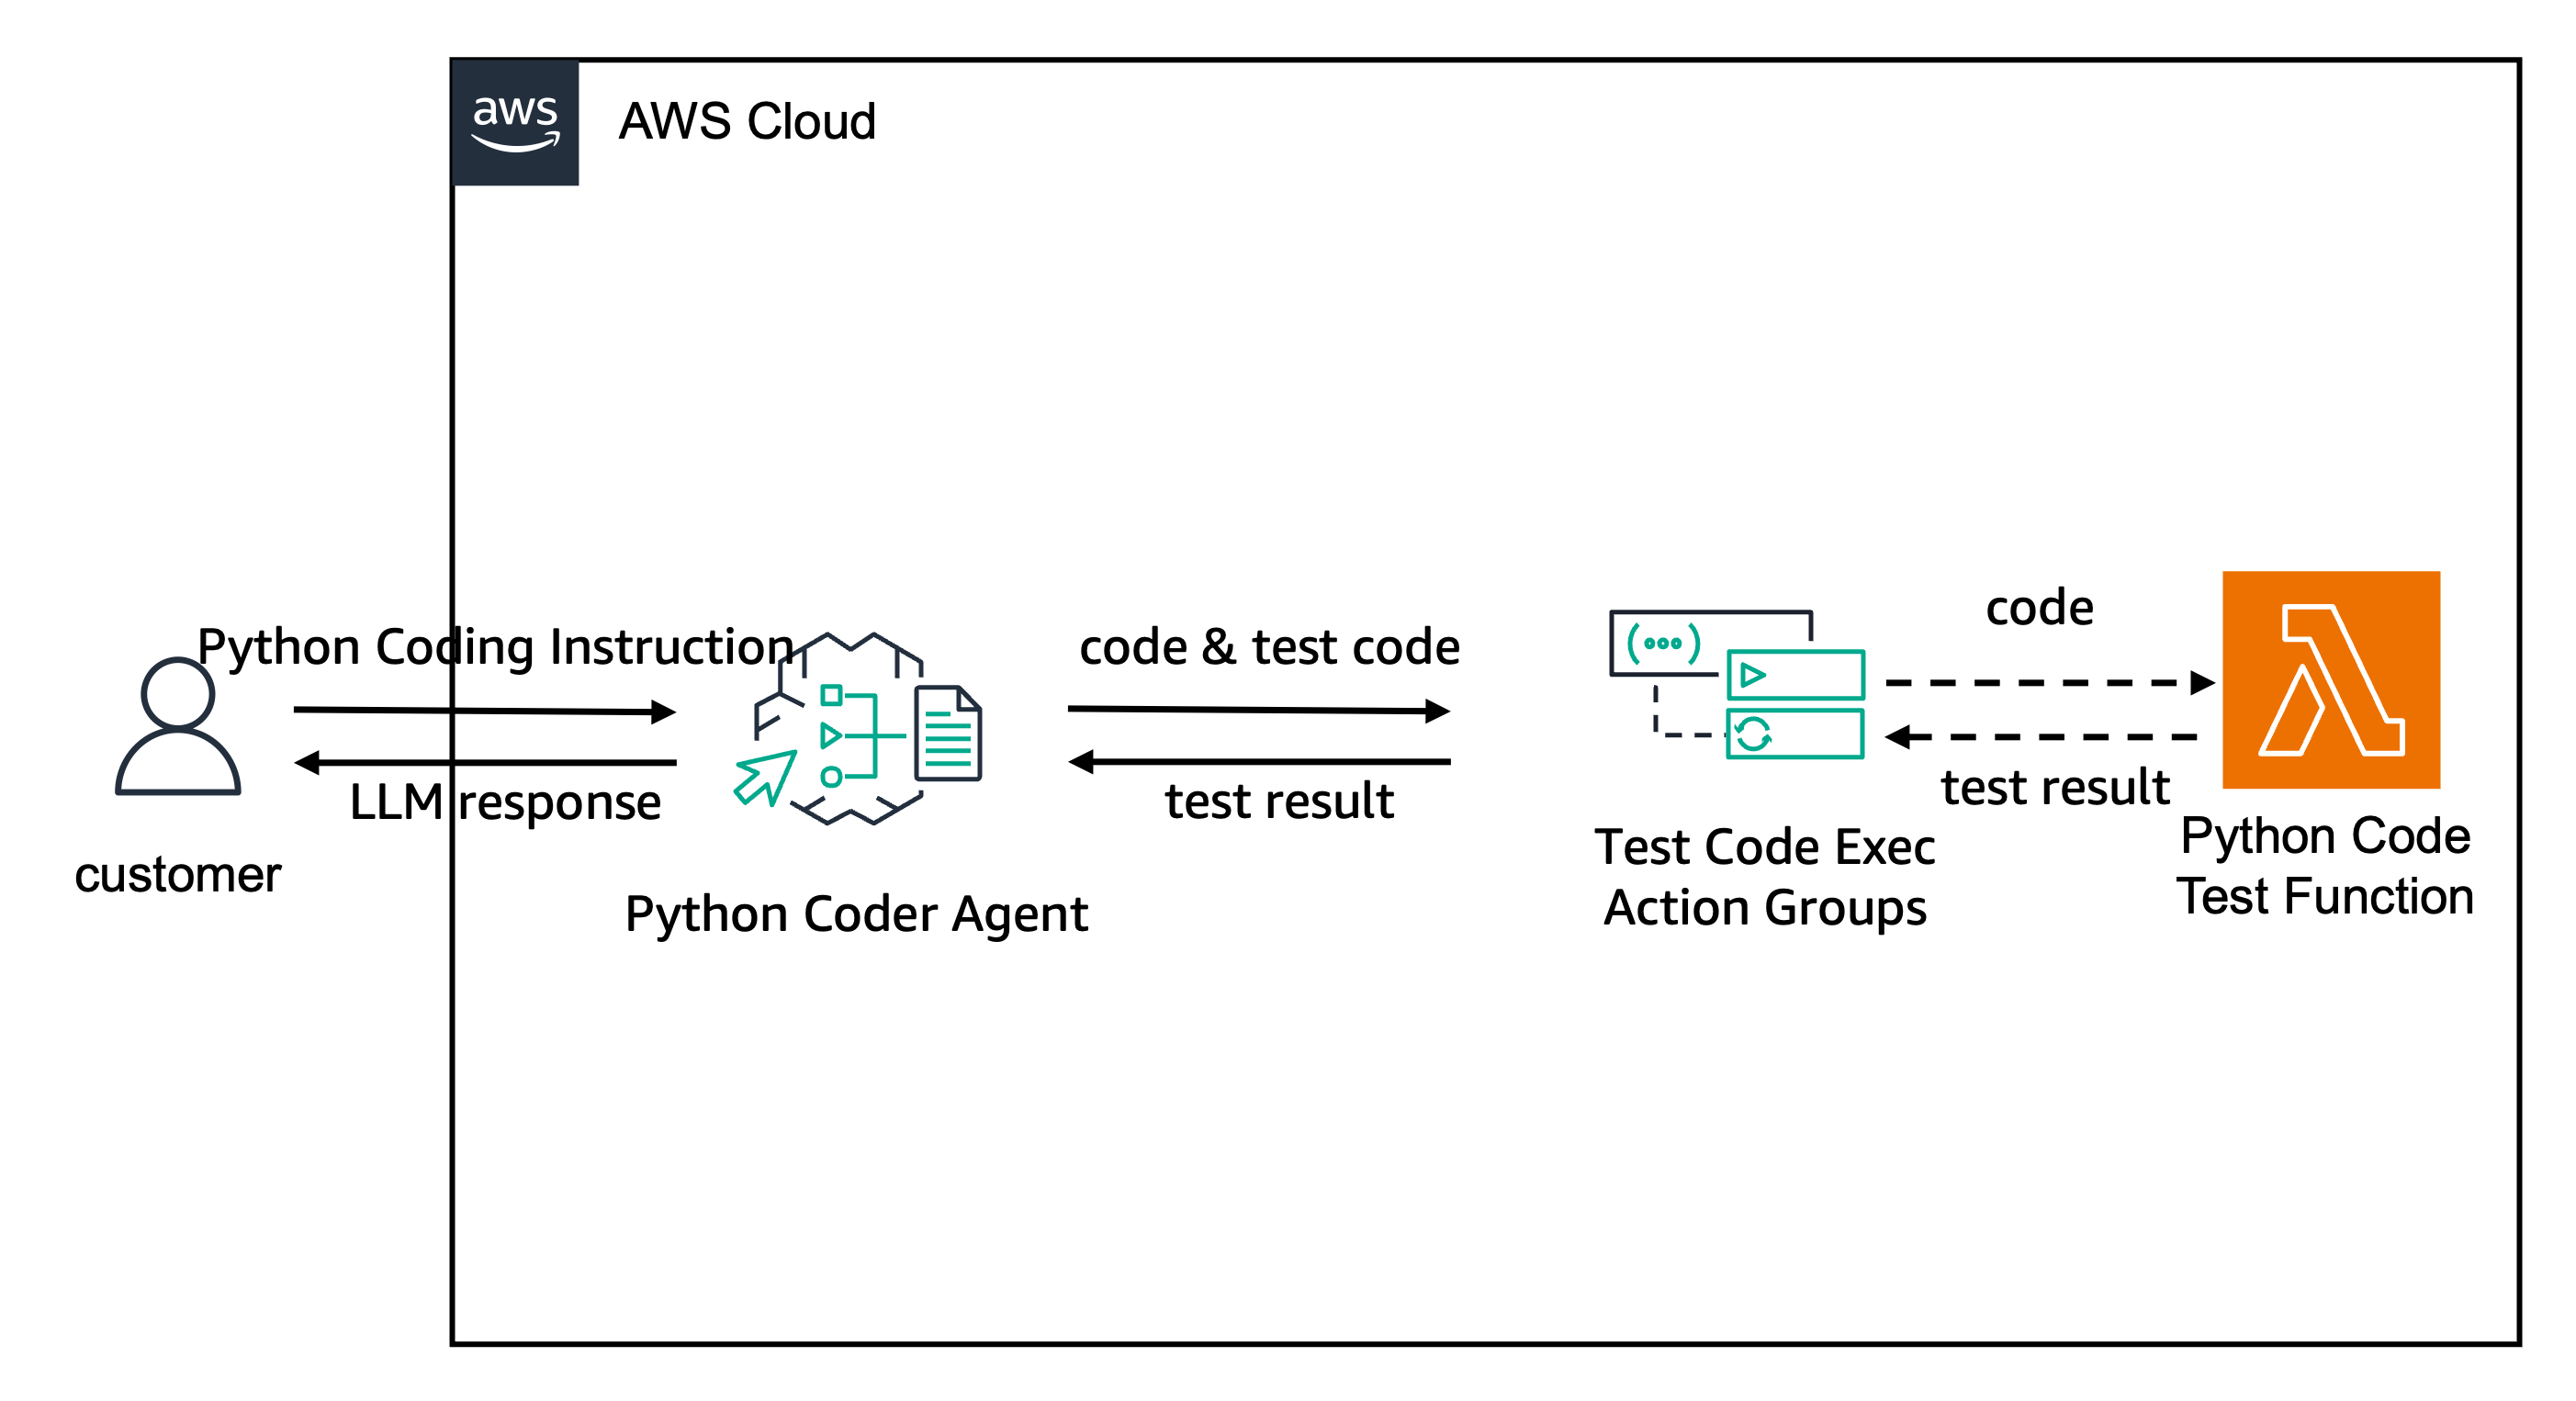 aws
AWS Cloud
Python Coding Instruction
LLM response
customer
Python Coder Agent
code & test code
test result
Test Code Exec
Action Groups
code
test result
Python Code
Test Function